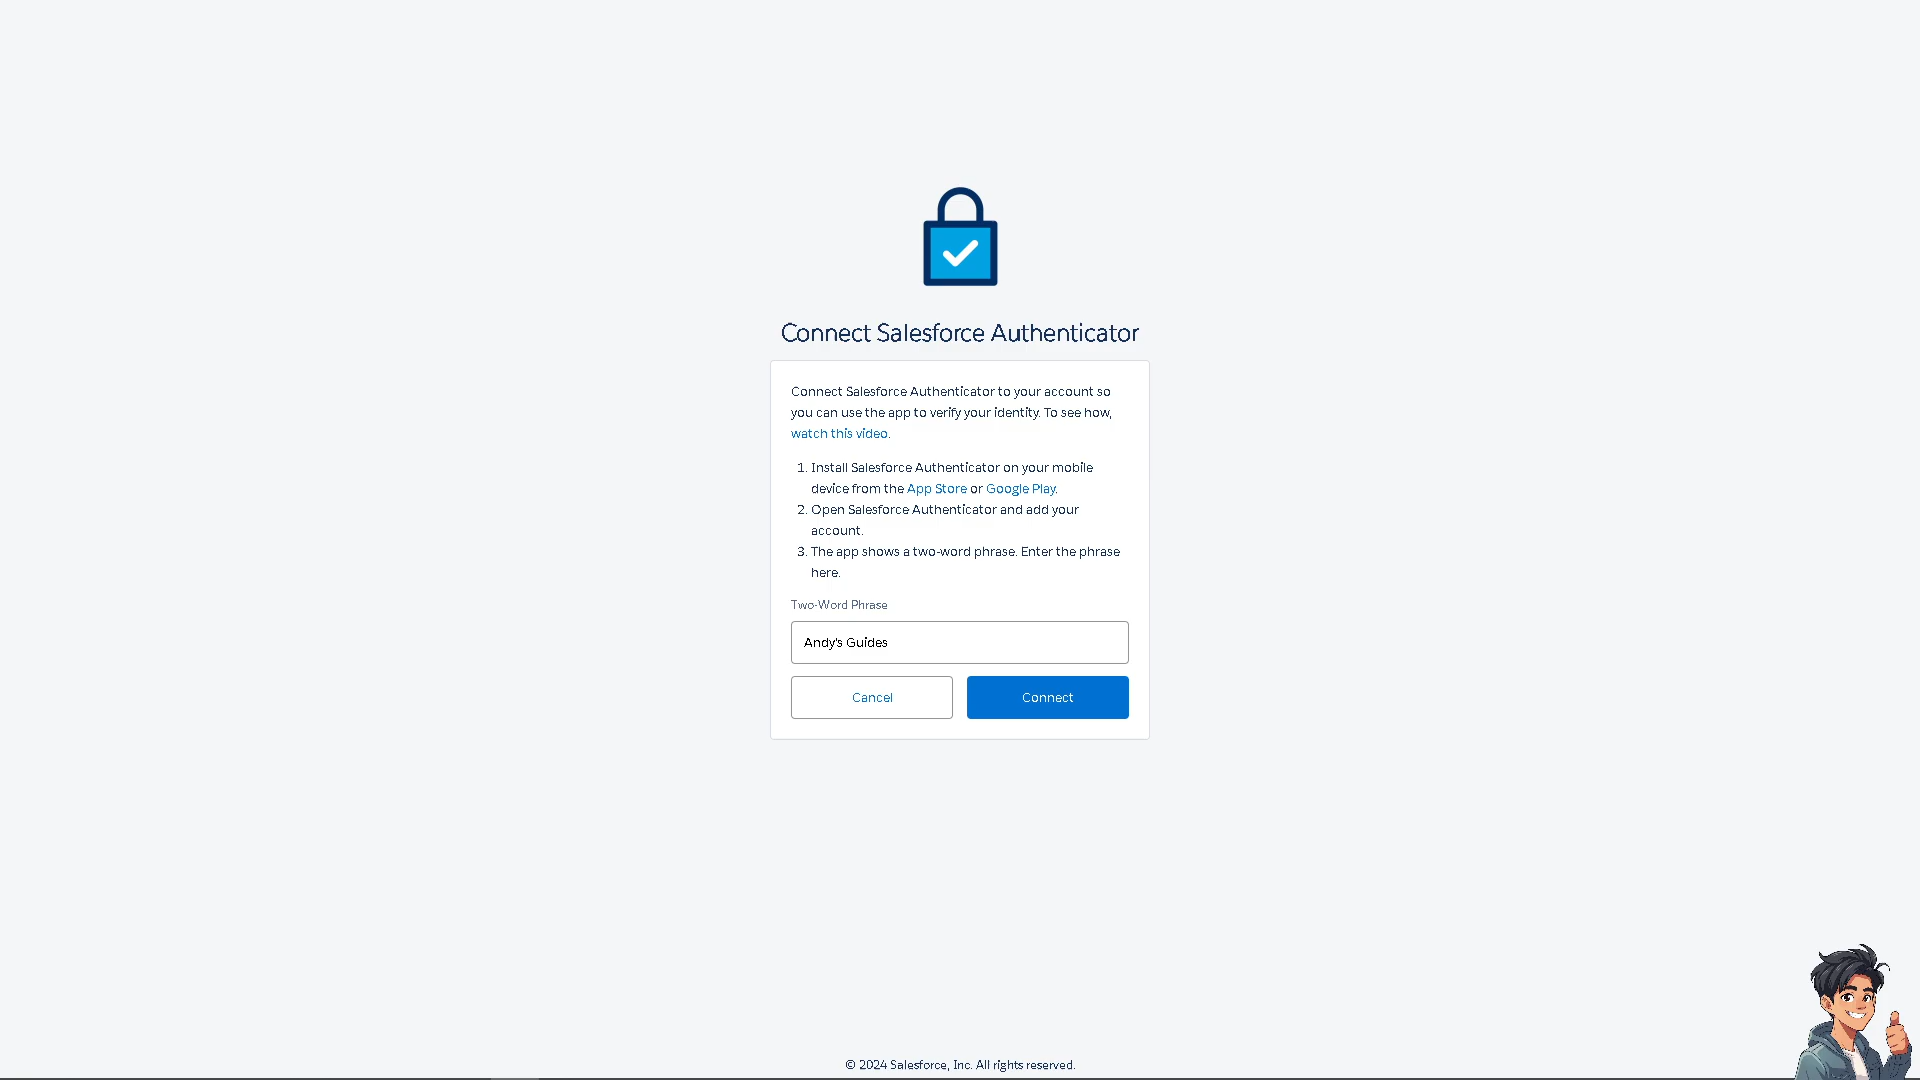 Connect Salesforce Authenticator
Connect Salesforce Authenticator to your account so
you can use the app to verify your identity. To see how,
watch this video.
1. Install Salesforce Authenticator on your mobile
device from the App Store or Google Play.
2. Open Salesforce Authenticator and add your
account.
3. The app shows a two-word phrase. Enter the phrase
here.
Two-Word Phrase
Andy's Guides
Cancel
Connect
© 2024 Salesforce, Inc. All rights reserved.